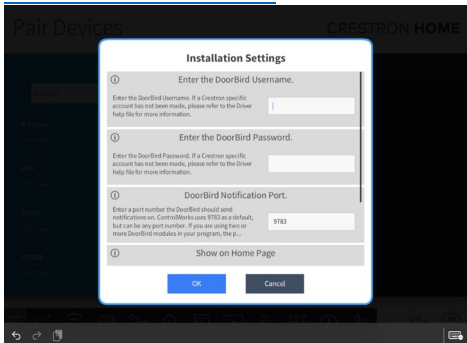 Pair Devices
CRESTRON HOME
Installation Settings
Enter the DoorBird Username.
Enter the DoorBird Username. If a Crestron specific
account has not been made, please refer to the Driver
help file for more information.
Enter the DoorBird Password.
Enter the DoorBird Password. If a Crestron specific
account has not been made, please refer to the Driver
help file for more information.
DoorBird Notification Port.
Enter a port number the DoorBird should send
notifications on. ControlWorks uses 9783 as a default,
but can be any port number. If you are using two or
more DoorBird modules in your program, the p...
9783
Show on Home Page
OK
Cancel